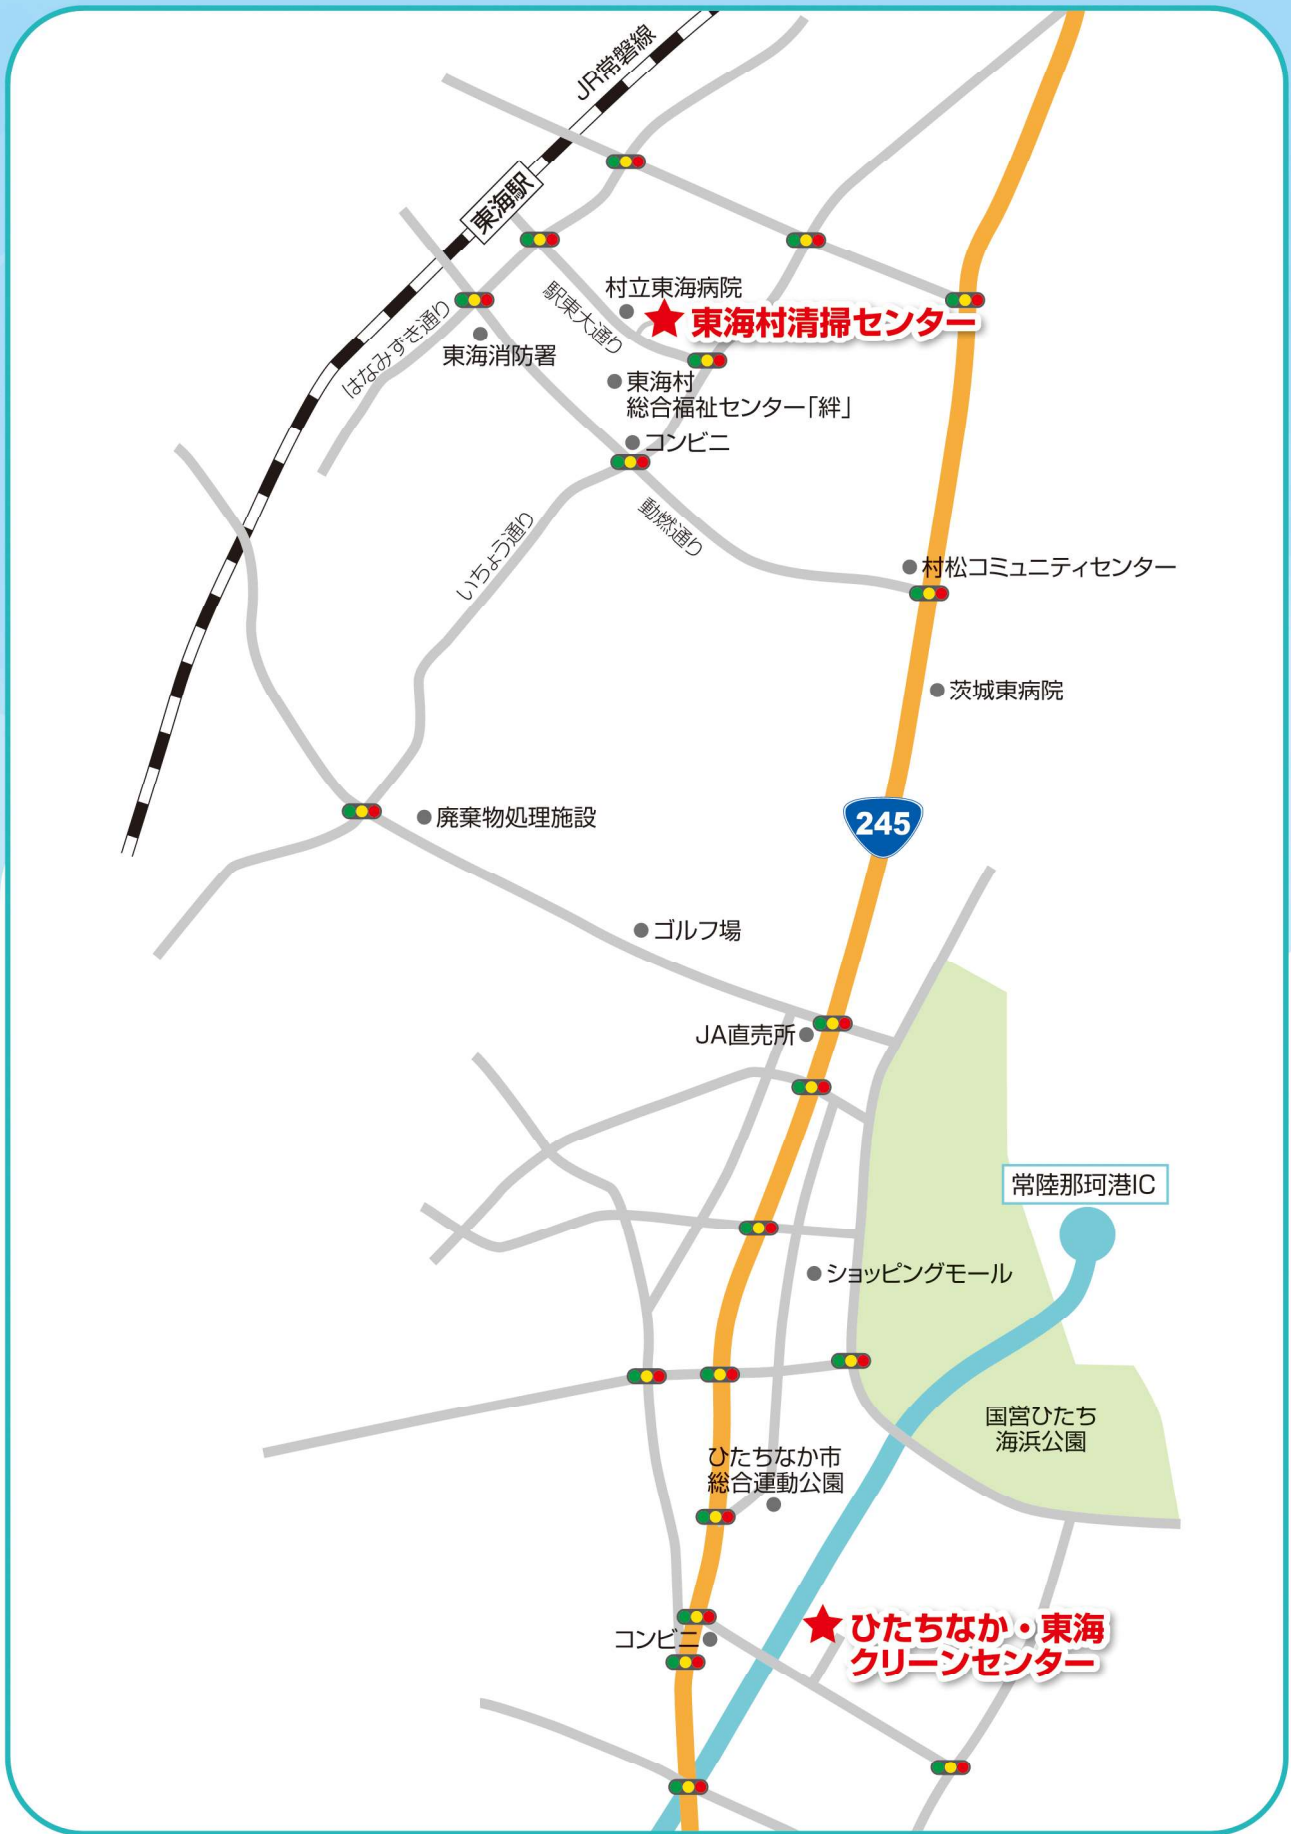 JR常磐線
東海駅
村立東海病院
東海村清掃センター
駅東大通り
はなみずき通り
東海消防署
東海村
総合福祉センター「絆」
コンビニ
動燃通り
いちょう通り
村松コミュニティセンター
茨城東病院
廃棄物処理施設
245
ゴルフ場
JA直売所
常陸那珂港IC
ショッピングモール
国営ひたち
海浜公園
ひたちなか市
総合運動公園
ひたちなか・東海
クリーンセンター
コンビニ